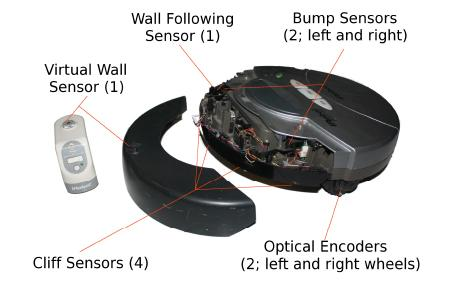 Wall Following
Sensor (1)
Bump Sensors
(2; left and right)
Virtual Wall
Sensor (1)
Cliff Sensors (4)
Optical Encoders
(2; left and right wheels)